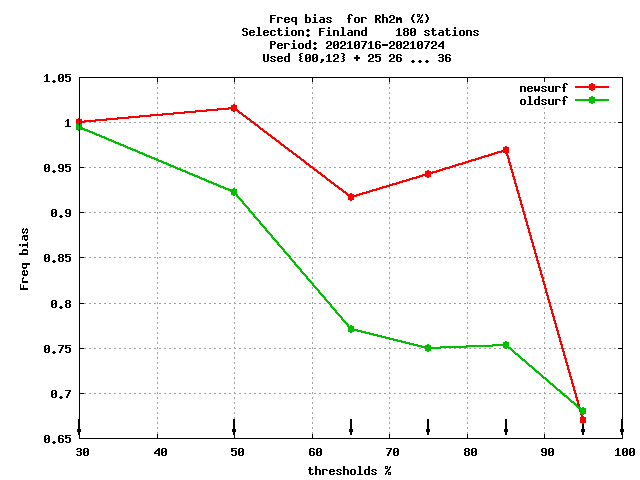 Freq bias  for Rh2m (%)
Selection: Finland    180 stations
Period: 20210716-20210724
Used {00,12} + 25 26 ... 36
newsurf
oldsurf
1.05
1
0.95
0.9
0.85
0.8
0.75
0.7
0.65
Freq bias
30 40 50 60 70 80 90 100
thresholds %